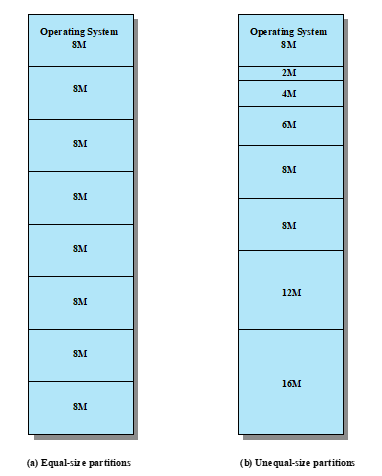 Operating System
8M
8M
8M
8M
8M
8M
8M
8M
(a) Equal-size partitions
Operating System
8M
2M
4M
6M
8M
8M
12M
16M
(b) Unequal-size partitions